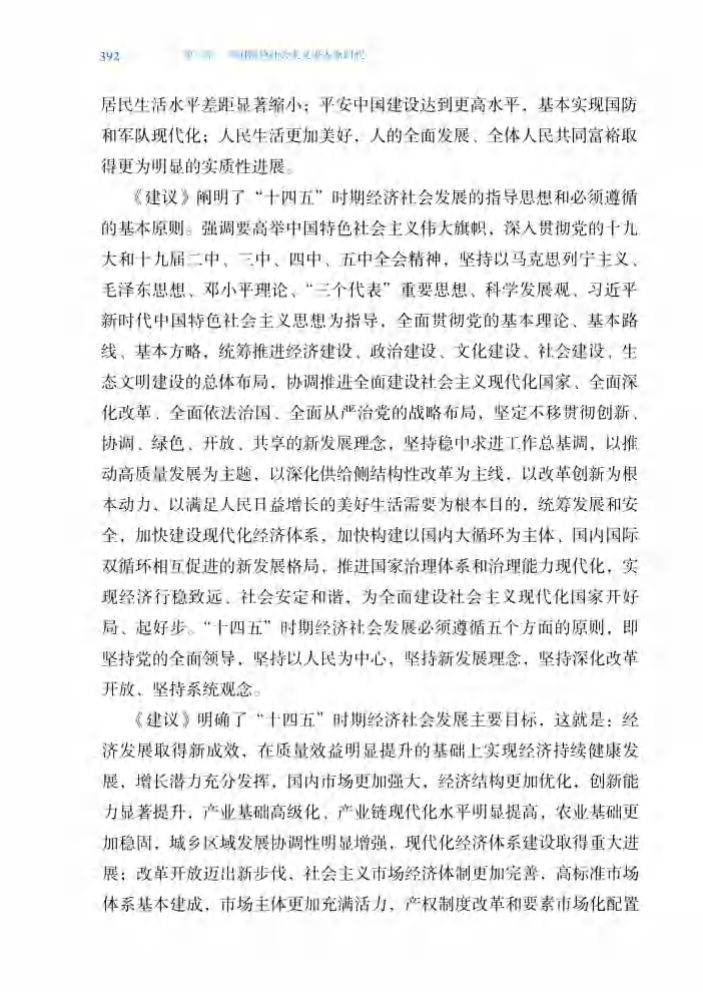 392
居民生活水平差距显著缩小；平安中国建设达到更高水平，基本实现国防
和军队现代化；人民生活更加美好，人的全面发展、全体人民共同富裕取
得更为明显的实质性进展。
《建议》阐明了“十四五”时期经济社会发展的指导思想和必须遵循
的基本原则。强调要高举中国特色社会主义伟大旗帜，深入贯彻党的十九
大和十九届二中、三中、四中、五中全会精神，坚持以马克思列宁主义、
毛泽东思想、邓小平理论、“三个代表”重要思想、科学发展观、习近平
新时代中国特色社会主义思想为指导，全面贯彻党的基本理论、基本路
线、基本方略，统筹推进经济建设、政治建设、文化建设、社会建设、生
态文明建设的总体布局，协调推进全面建设社会主义现代化国家、全面深
化改革、全面依法治国、全面从严治党的战略布局，坚定不移贯彻创新、
协调、绿色、开放、共享的新发展理念，坚持稳中求进工作总基调，以推
动高质量发展为主题，以深化供给侧结构性改革为主线，以改革创新为根
本动力，以满足人民日益增长的美好生活需要为根本目的，统筹发展和安
全，加快建设现代化经济体系，加快构建以国内大循环为主体、国内国际
双循环相互促进的新发展格局，推进国家治理体系和治理能力现代化，实
现经济行稳致远、社会安定和谐，为全面建设社会主义现代化国家开好
局、起好步。“十四五”时期经济社会发展必须遵循五个方面的原则，即
坚持党的全面领导，坚持以人民为中心，坚持新发展理念，坚持深化改革
开放、坚持系统观念。
《建议》明确了“十四五”时期经济社会发展主要目标，这就是：经
济发展取得新成效，在质量效益明显提升的基础上实现经济持续健康发
展，增长潜力充分发挥，国内市场更加强大，经济结构更加优化，创新能
力显著提升，产业基础高级化、产业链现代化水平明显提高，农业基础更
加稳固，城乡区域发展协调性明显增强，现代化经济体系建设取得重大进
展；改革开放迈出新步伐，社会主义市场经济体制更加完善，高标准市场
体系基本建成，市场主体更加充满活力，产权制度改革和要素市场化配置